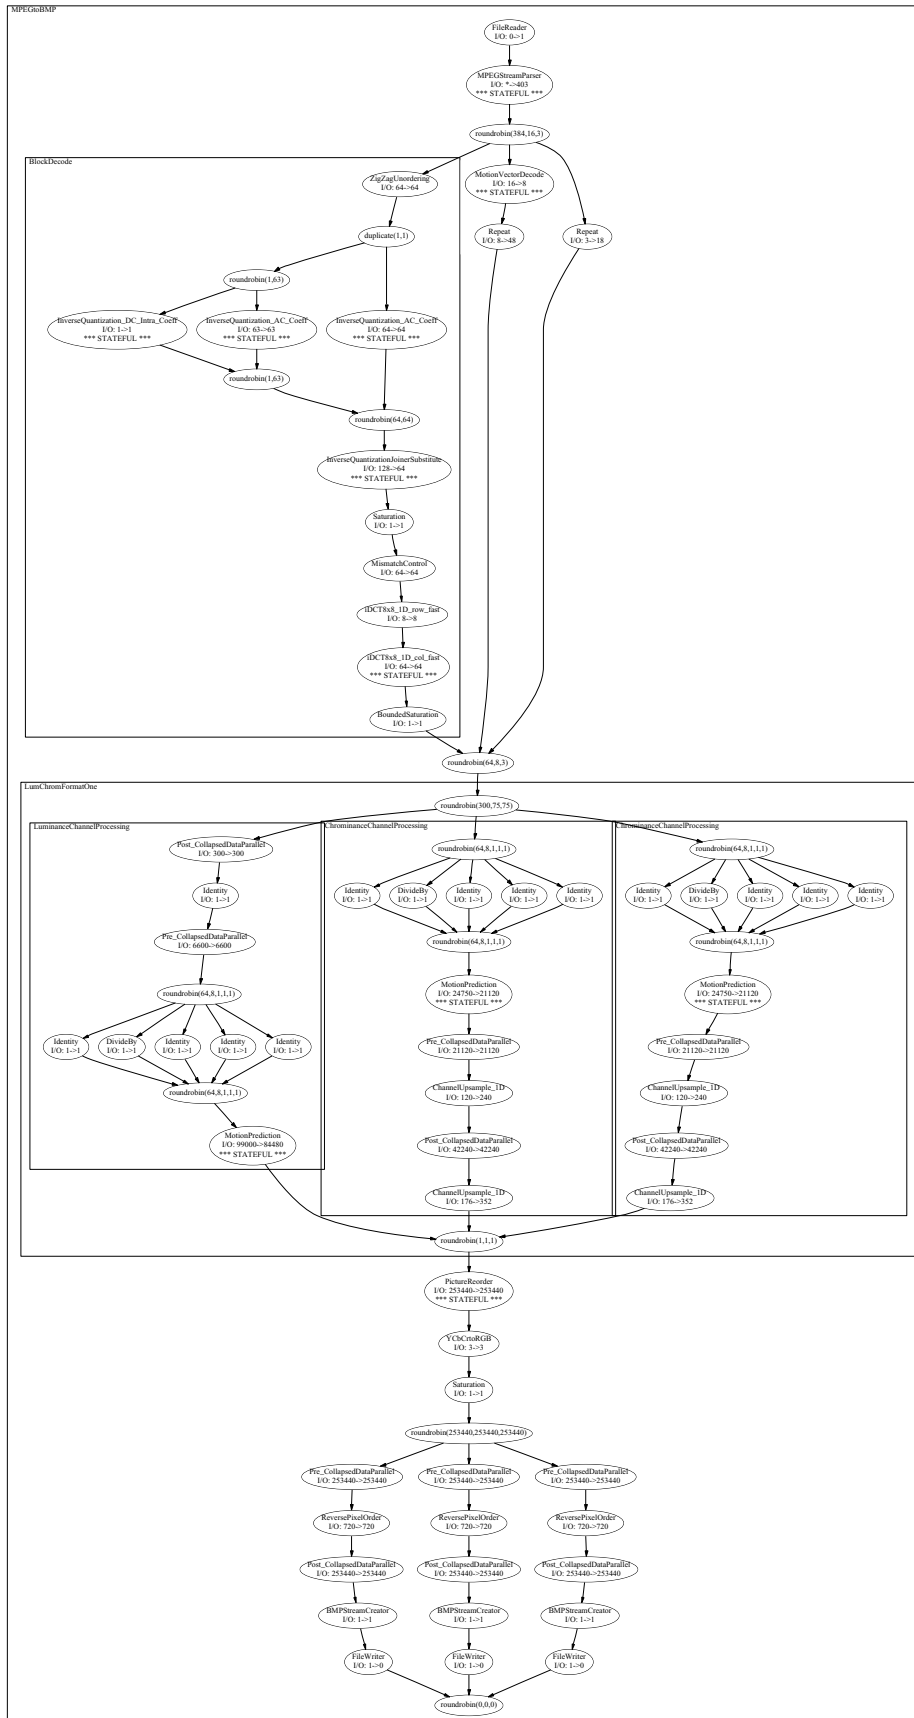 MPEGtoBMP
FileReader
I/O: 0->1
MPEGStreamParser
I/O: *->403
*** STATEFUL ***
roundrobin(384,16,3)
BlockDecode
ZigZagUnordering
I/O: 64->64
MotionVectorDecode
I/O: 16->8
*** STATEFUL ***
duplicate(1,1)
Repeat
I/O: 8->48
Repeat
I/O: 3->18
roundrobin(1,63)
InverseQuantization_DC_Intra_Coeff
I/O: 1->1
*** STATEFUL ***
InverseQuantization_AC_Coeff
I/O: 63->63
*** STATEFUL ***
InverseQuantization_AC_Coeff
I/O: 64->64
*** STATEFUL ***
roundrobin(1,63)
roundrobin(64,64)
InverseQuantizationJoinerSubstitute
I/O: 128->64
*** STATEFUL ***
Saturation
I/O: 1->1
MismatchControl
I/O: 64->64
iDCT8x8_1D_row_fast
I/O: 8->8
iDCT8x8_1D_col_fast
I/O: 64->64
*** STATEFUL ***
BoundedSaturation
I/O: 1->1
roundrobin(64,8,3)
LumChromFormatOne
roundrobin(300,75,75)
LuminanceChannelProcessing
Post_CollapsedDataParallel
I/O: 300->300
Identity
I/O: 1->1
Pre_CollapsedDataParallel
I/O: 6600->6600
roundrobin(64,8,1,1,1)
Identity
I/O: 1->1
DivideBy
I/O: 1->1
Identity
I/O: 1->1
Identity
I/O: 1->1
Identity
I/O: 1->1
roundrobin(64,8,1,1,1)
MotionPrediction
I/O: 99000->84480
*** STATEFUL ***
ChrominanceChannelProcessing
roundrobin(64,8,1,1,1)
Identity
I/O: 1->1
DivideBy
I/O: 1->1
Identity
I/O: 1->1
Identity
I/O: 1->1
Identity
I/O: 1->1
roundrobin(64,8,1,1,1)
MotionPrediction
I/O: 24750->21120
*** STATEFUL ***
Pre_CollapsedDataParallel
I/O: 21120->21120
ChannelUpsample_1D
I/O: 120->240
Post_CollapsedDataParallel
I/O: 42240->42240
ChannelUpsample_1D
I/O: 176->352
ChrominanceChannelProcessing
roundrobin(64,8,1,1,1)
Identity
I/O: 1->1
DivideBy
I/O: 1->1
Identity
I/O: 1->1
Identity
I/O: 1->1
Identity
I/O: 1->1
roundrobin(64,8,1,1,1)
MotionPrediction
I/O: 24750->21120
*** STATEFUL ***
Pre_CollapsedDataParallel
I/O: 21120->21120
ChannelUpsample_1D
I/O: 120->240
Post_CollapsedDataParallel
I/O: 42240->42240
ChannelUpsample_1D
I/O: 176->352
roundrobin(1,1,1)
PictureReorder
I/O: 253440->253440
*** STATEFUL ***
YCbCrtoRGB
I/O: 3->3
Saturation
I/O: 1->1
roundrobin(253440,253440,253440)
Pre_CollapsedDataParallel
I/O: 253440->253440
Pre_CollapsedDataParallel
I/O: 253440->253440
Pre_CollapsedDataParallel
I/O: 253440->253440
ReversePixelOrder
I/O: 720->720
ReversePixelOrder
I/O: 720->720
ReversePixelOrder
I/O: 720->720
Post_CollapsedDataParallel
I/O: 253440->253440
Post_CollapsedDataParallel
I/O: 253440->253440
Post_CollapsedDataParallel
I/O: 253440->253440
BMPStreamCreator
I/O: 1->1
BMPStreamCreator
I/O: 1->1
BMPStreamCreator
I/O: 1->1
FileWriter
I/O: 1->0
FileWriter
I/O: 1->0
FileWriter
I/O: 1->0
roundrobin(0,0,0)